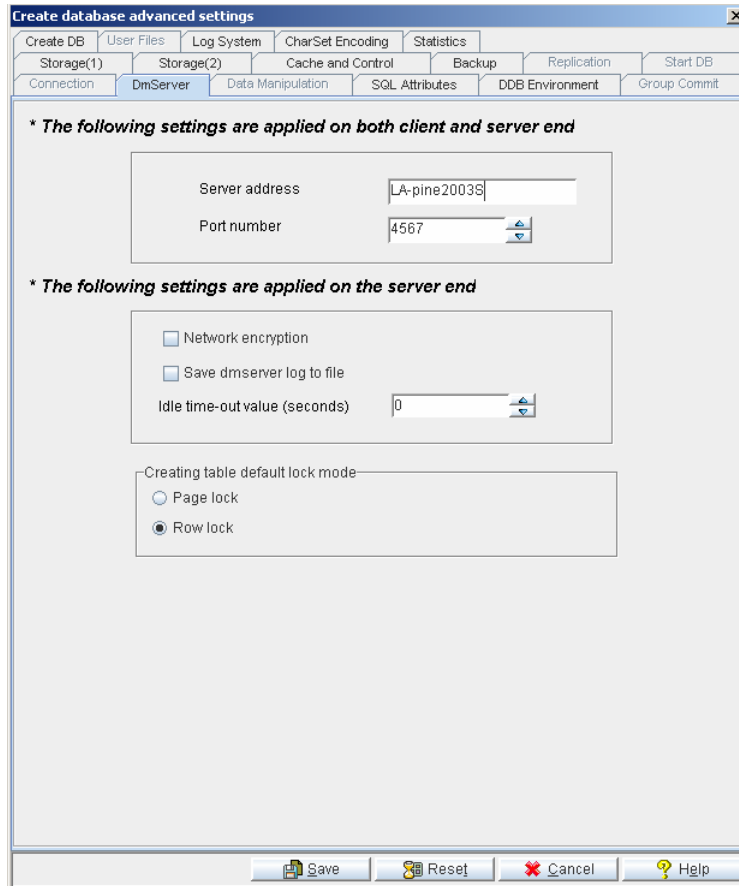 Create database advanced settings
Create DB User Files Log System CharSet Encoding Statistics
Storage(1) Storage(2) Cache and Control Backup Replication Start DB
Connection DmServer Data Manipulation SQL Attributes DDB Environment Group Commit
* The following settings are applied on both client and server end
Server address LA-pine2003S
Port number 4567
* The following settings are applied on the server end
Network encryption
Save dmserver log to file
Idle time-out value (seconds) 0
Creating table default lock mode
Page lock
Row lock
Save Reset Cancel Help